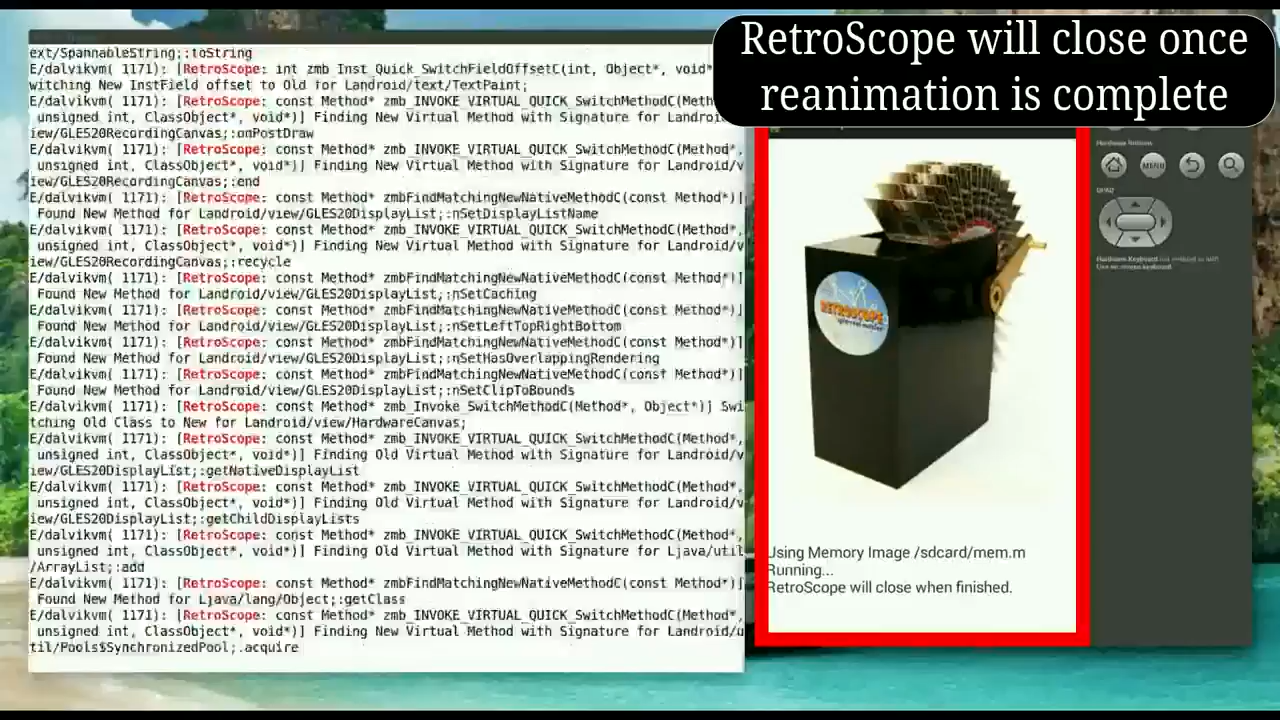 RetroScope will close once
reanimation is complete
ext/SpannableString;:toString
E/dalvikvm( 1171): [RetroScope: int zmb_Inst_Quick_SwitchFieldOffsetC(int, Object*, void*
witching New InstField offset to Old for Landroid/text/TextPaint;
E/dalvikvm( 1171): [RetroScope: const Method* zmb_INVOKE_VIRTUAL_QUICK_SwitchMethodC(Meth
unsigned int, ClassObject*, void*)] Finding New Virtual Method with Signature for Landroi
iew/GLES20RecordingCanvas;:onPostDraw
E/dalvikvm( 1171): [RetroScope: const Method* zmb_INVOKE_VIRTUAL_QUICK_SwitchMethodC(Method*,
unsigned int, ClassObject*, void*)] Finding New Virtual Method with Signature for Landroid/v
iew/GLES20RecordingCanvas;:end
E/dalvikvm( 1171): [RetroScope: const Method* zmbFindMatchingNewNativeMethodC(const Method*)]
Found New Method for Landroid/view/GLES20DisplayList;:nSetDisplayListName
E/dalvikvm( 1171): [RetroScope: const Method* zmb_INVOKE_VIRTUAL_QUICK_SwitchMethodC(Method*,
unsigned int, ClassObject*, void*)] Finding New Virtual Method with Signature for Landroid/v
iew/GLES20RecordingCanvas;:recycle
E/dalvikvm( 1171): [RetroScope: const Method* zmbFindMatchingNewNativeMethodC(const Method*)]
Found New Method for Landroid/view/GLES20DisplayList;:nSetCaching
E/dalvikvm( 1171): [RetroScope: const Method* zmbFindMatchingNewNativeMethodC(const Method*)]
Found New Method for Landroid/view/GLES20DisplayList;:nSetLeftTopRightBottom
E/dalvikvm( 1171): [RetroScope: const Method* zmbFindMatchingNewNativeMethodC(const Method*)]
Found New Method for Landroid/view/GLES20DisplayList;:nSetHasOverlappingRendering
E/dalvikvm( 1171): [RetroScope: const Method* zmbFindMatchingNewNativeMethodC(const Method*)]
Found New Method for Landroid/view/GLES20DisplayList;:nSetClipToBounds
E/dalvikvm( 1171): [RetroScope: const Method* zmb_Invoke_SwitchMethodC(Method*, Object*)] Swi
tching Old Class to New for Landroid/view/HardwareCanvas;
E/dalvikvm( 1171): [RetroScope: const Method* zmb_INVOKE_VIRTUAL_QUICK_SwitchMethodC(Method*,
unsigned int, ClassObject*, void*)] Finding Old Virtual Method with Signature for Landroid/v
iew/GLES20DisplayList;:getNativeDisplayList
E/dalvikvm( 1171): [RetroScope: const Method* zmb_INVOKE_VIRTUAL_QUICK_SwitchMethodC(Method*,
unsigned int, ClassObject*, void*)] Finding Old Virtual Method with Signature for Landroid/v
iew/GLES20DisplayList;:getChildDisplayLists
E/dalvikvm( 1171): [RetroScope: const Method* zmb_INVOKE_VIRTUAL_QUICK_SwitchMethodC(Method*,
unsigned int, ClassObject*, void*)] Finding Old Virtual Method with Signature for Ljava/util
/ArrayList;:add
E/dalvikvm( 1171): [RetroScope: const Method* zmbFindMatchingNewNativeMethodC(const Method*)]
Found New Method for Ljava/lang/Object;:getClass
E/dalvikvm( 1171): [RetroScope: const Method* zmb_INVOKE_VIRTUAL_QUICK_SwitchMethodC(Method*,
unsigned int, ClassObject*, void*)] Finding New Virtual Method with Signature for Landroid/u
til/Pools$SynchronizedPool;:acquire
RETROSCOPE
Using Memory Image /sdcard/mem.m
Running...
RetroScope will close when finished.
Hardware Buttons
MENU
DPAD
Hardware Keyboard
Use